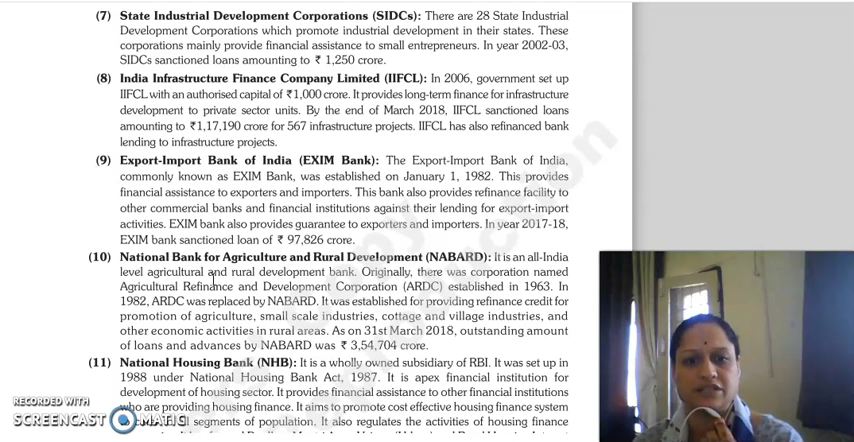 (7) State Industrial Development Corporations (SIDCs): There are 28 State Industrial
Development Corporations which promote industrial development in their states. These
corporations mainly provide financial assistance to small entrepreneurs. In year 2002-03,
SIDCs sanctioned loans amounting to ₹ 1,250 crore.
(8) India Infrastructure Finance Company Limited (IIFCL): In 2006, government set up
IIFCL with an authorised capital of ₹1,000 crore. It provides long-term finance for infrastructure
development to private sector units. By the end of March 2018, IIFCL sanctioned loans
amounting to ₹1,17,190 crore for 567 infrastructure projects. IIFCL has also refinanced bank
lending to infrastructure projects.
(9) Export-Import Bank of India (EXIM Bank): The Export-Import Bank of India,
commonly known as EXIM Bank, was established on January 1, 1982. This provides
financial assistance to exporters and importers. This bank also provides refinance facility to
other commercial banks and financial institutions against their lending for export-import
activities. EXIM bank also provides guarantee to exporters and importers. In year 2017-18,
EXIM bank sanctioned loan of ₹ 97,826 crore.
(10) National Bank for Agriculture and Rural Development (NABARD): It is an all-India
level agricultural and rural development bank. Originally, there was corporation named
Agricultural Refinance and Development Corporation (ARDC) established in 1963. In
1982, ARDC was replaced by NABARD. It was established for providing refinance credit for
promotion of agriculture, small scale industries, cottage and village industries, and
other economic activities in rural areas. As on 31st March 2018, outstanding amount
of loans and advances by NABARD was ₹ 3,54,704 crore.
(11) National Housing Bank (NHB): It is a wholly owned subsidiary of RBI. It was set up in
1988 under National Housing Bank Act, 1987. It is apex financial institution for
development of housing sector. It provides financial assistance to other financial institutions
who are providing housing finance. It aims to promote cost effective housing finance system
segments of population. It also regulates the activities of housing finance
RECORDED WITH
SCREENCAST MATIC